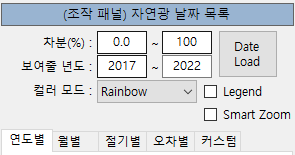 (조작 패널) 자연광 날짜 목록
차분(%) : 0.0 ~ 100 Date Load
보여줄 년도 : 2017 ~ 2022
컬러 모드 : Rainbow Legend
Smart Zoom
연도별 월별 절기별 오차별 커스텀